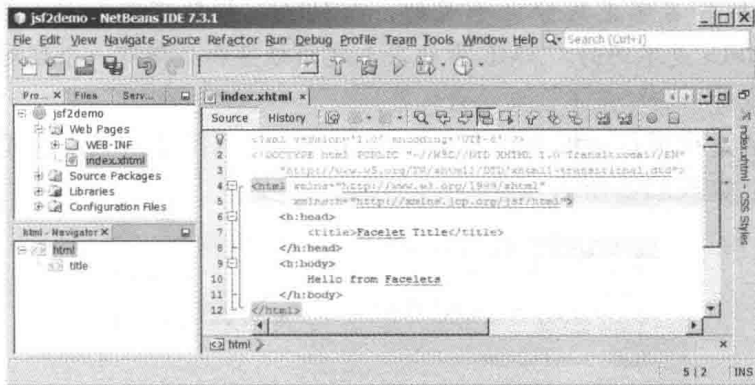 jsf2demo - NetBeans IDE 7.3.1
File Edit View Navigate Source Refactor Run Debug Profile Team Tools Window Help Search (Ctrl+I)
Pro... Files Serv...
jsf2demo
Web Pages
WEB-INF
index.xhtml
Source Packages
Libraries
Configuration Files
html - Navigator
html
title
index.xhtml
Source History
<?xml version='1.0' encoding='UTF-8' ?>
2 <!DOCTYPE html PUBLIC "-//W3C//DTD XHTML 1.0 Transitional//EN"
3 "http://www.w3.org/TR/xhtml1/DTD/xhtml1-transitional.dtd">
4 <html xmlns="http://www.w3.org/1999/xhtml"
5 xmlns:h="http://xmlns.jcp.org/jsf/html">
6 <h:head>
7 <title>Facelet Title</title>
8 </h:head>
9 <h:body>
10 Hello from Facelets
11 </h:body>
12 </html>
html
index.xhtml - CSS Styles
5 | 2 INS